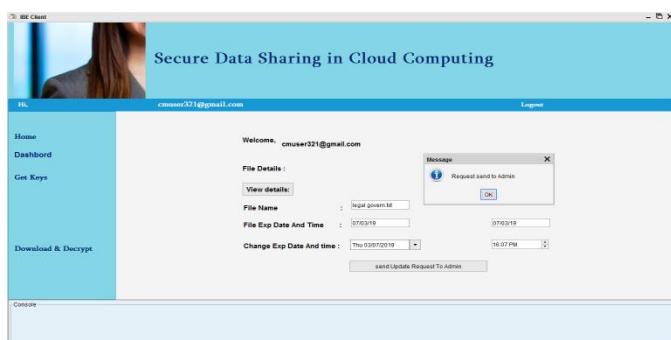 IBE Client
Secure Data Sharing in Cloud Computing
Hi, cmuser321@gmail.com Logout
Home
Dashbord
Get Keys
Download & Decrypt
Welcome, cmuser321@gmail.com
File Details :
View details:
File Name : legal govern.txt
File Exp Date And Time : 07/03/19 07/03/19
Change Exp Date And time : Thu 03/07/2019 16:07 PM
send Update Request To Admin
Message
Request send to Admin
OK
Console